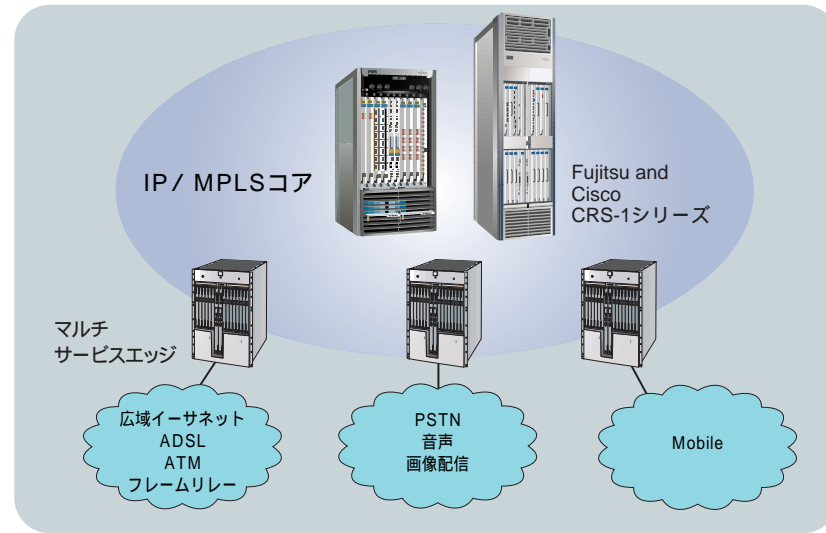 IP/ MPLSコア
Fujitsu and
Cisco
CRS-1シリーズ
マルチ
サービスエッジ
広域イーサネット
ADSL
ATM
フレームリレー
PSTN
音声
画像配信
Mobile